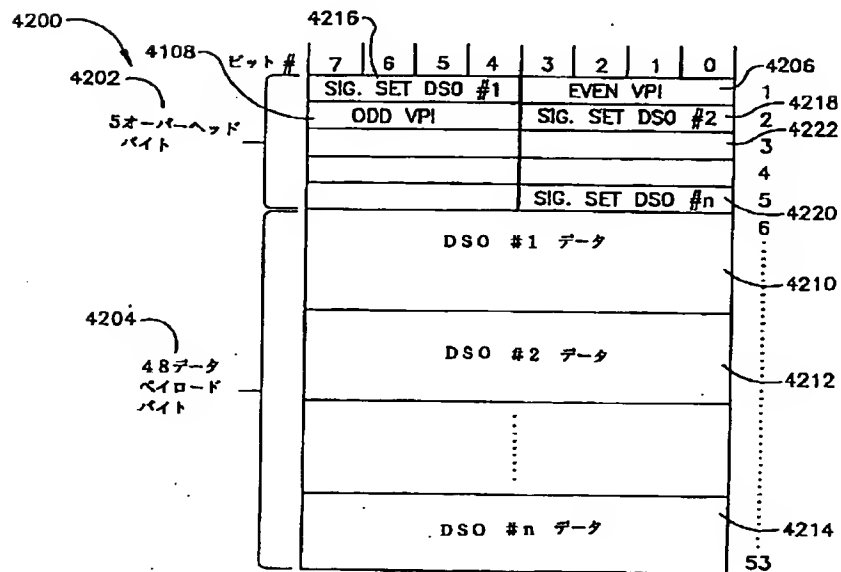 4200
4216
4108
ビット # 7 6 5 4 3 2 1 0
4206
4202
SIG. SET DSO #1 EVEN VPI 1
4218
5オーバーヘッド
バイト
ODD VPI SIG. SET DSO #2 2
4222
3
4
SIG. SET DSO #n 5
4220
6
DSO #1 データ
4210
4204
48データ
ペイロード
バイト
DSO #2 データ
4212
DSO #n データ
4214
53